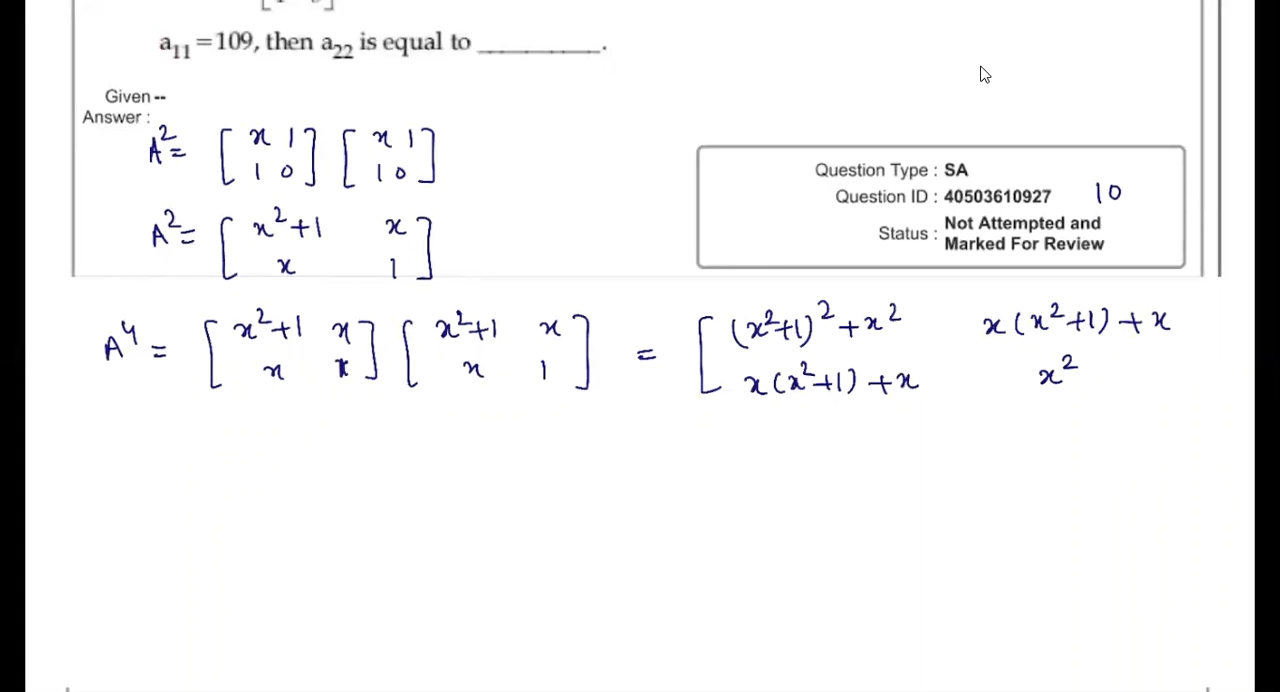 a₁₁ = 109, then a₂₂ is equal to __________.
Given --
Answer :
A² = [ x 1 ] [ x 1 ]
[ 1 0 ] [ 1 0 ]
Question Type : SA
Question ID : 40503610927 10
Status : Not Attempted and
Marked For Review
A² = [ x²+1 x ]
[ x 1 ]
A⁴ = [ x²+1 x ] [ x²+1 x ] = [ (x²+1)²+x² x(x²+1)+x
[ x 1 ] [ x 1 ] [ x(x²+1)+x x²